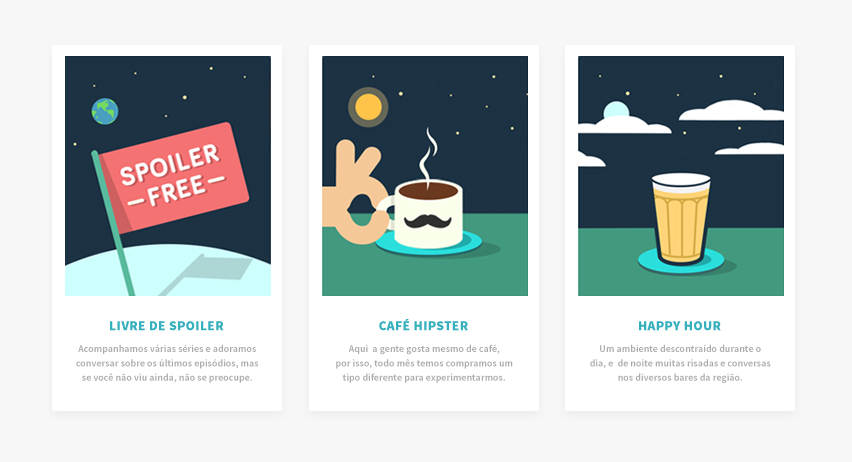 SPOILER
–FREE–
LIVRE DE SPOILER
Acompanhamos várias séries e adoramos
conversar sobre os últimos episódios, mas
se você não viu ainda, não se preocupe.
CAFÉ HIPSTER
Aqui a gente gosta mesmo de café,
por isso, todo mês temos compramos um
tipo diferente para experimentarmos.
HAPPY HOUR
Um ambiente descontraído durante o
dia, e de noite muitas risadas e conversas
nos diversos bares da região.